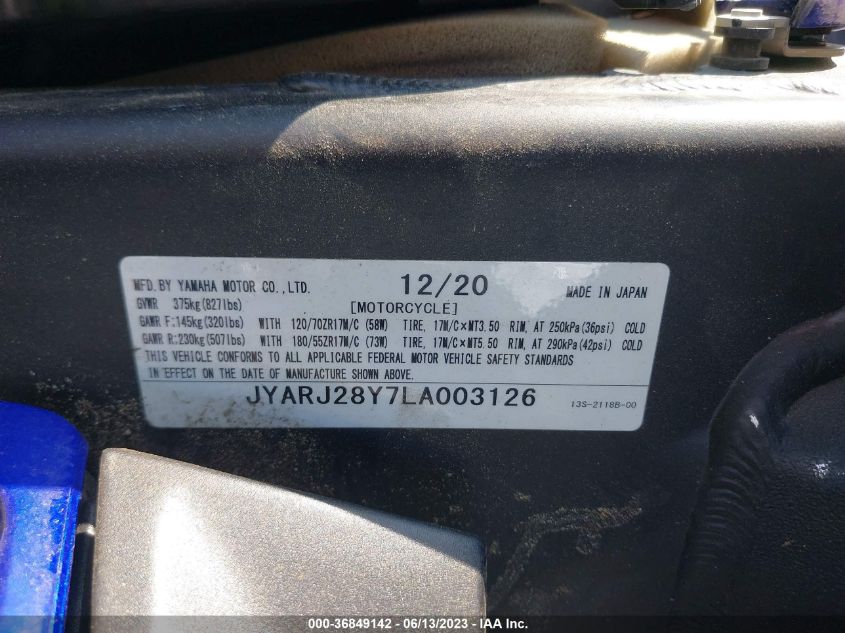 MFD. BY YAMAHA MOTOR CO., LTD. 12/20 MADE IN JAPAN
GVWR 375kg(827lbs) [MOTORCYCLE]
GAWR F:145kg(320lbs) WITH 120/70ZR17M/C (58W) TIRE, 17M/C×MT3.50 RIM, AT 250kPa(36psi) COLD
GAWR R:230kg(507lbs) WITH 180/55ZR17M/C (73W) TIRE, 17M/C×MT5.50 RIM, AT 290kPa(42psi) COLD
THIS VEHICLE CONFORMS TO ALL APPLICABLE FEDERAL MOTOR VEHICLE SAFETY STANDARDS
IN EFFECT ON THE DATE OF MANUFACTURE SHOWN ABOVE.
JYARJ28Y7LA003126 13S-2118B-00
000-36849142 - 06/13/2023 - IAA Inc.